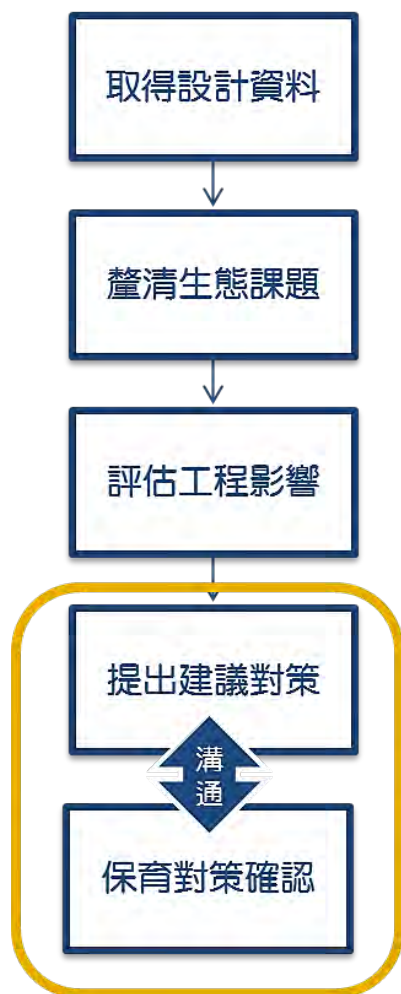 取得設計資料
釐清生態課題
評估工程影響
提出建議對策
溝
通
保育對策確認